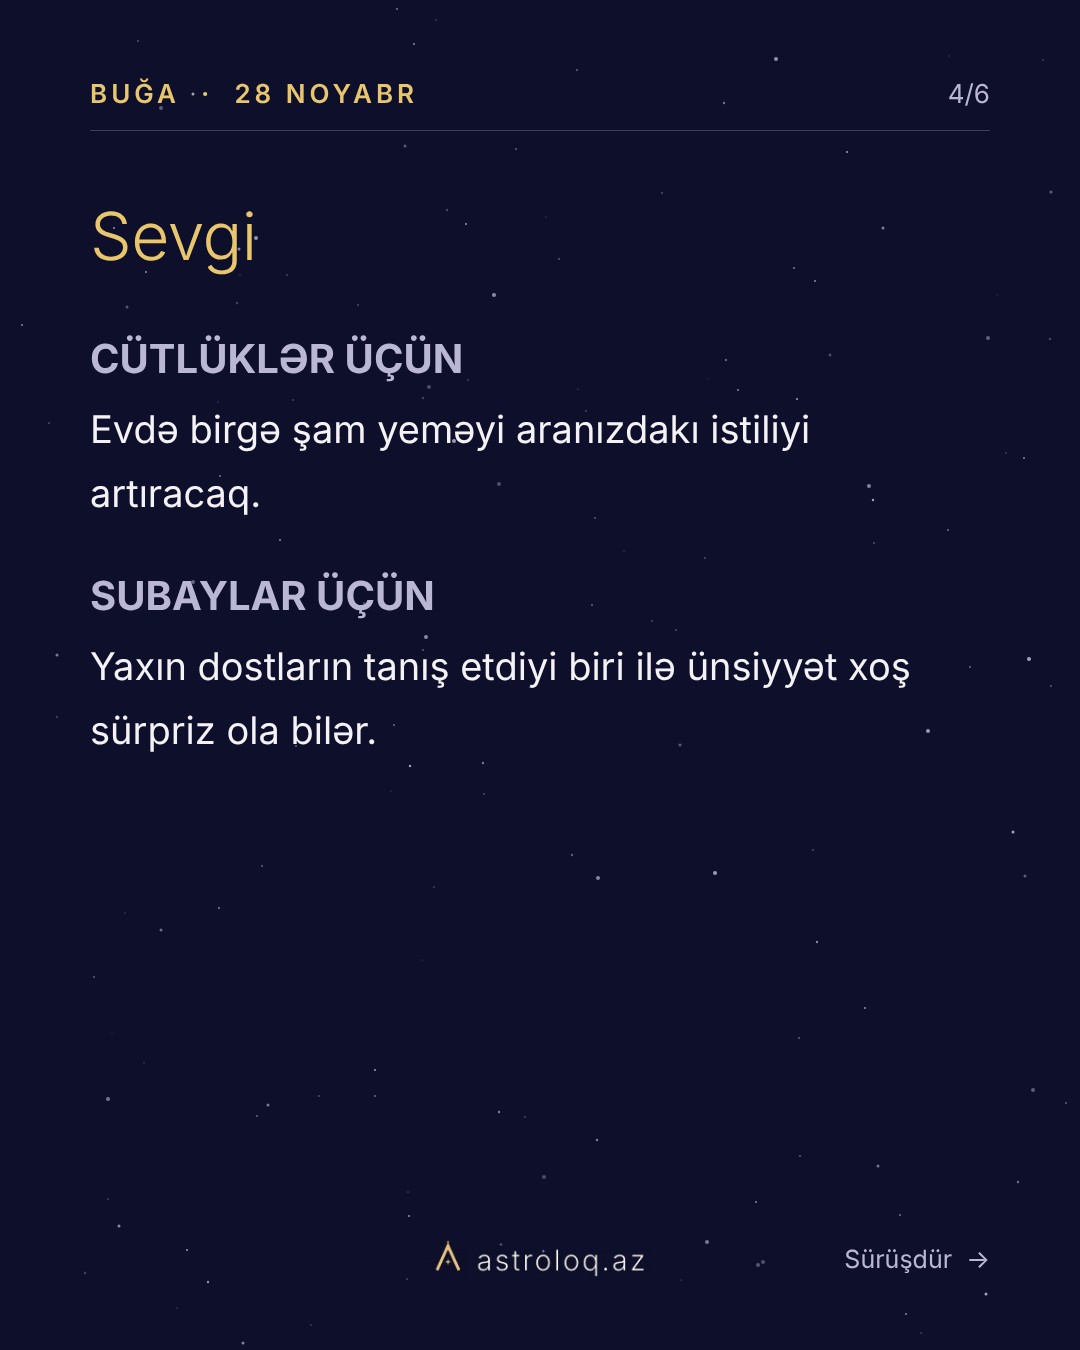 BUĞA · 28 NOYABR
4/6
Sevgi
CÜTLÜKLƏR ÜÇÜN
Evdə birgə şam yeməyi aranızdakı istiliyi
artıracaq.
SUBAYLAR ÜÇÜN
Yaxın dostların tanış etdiyi biri ilə ünsiyyət xoş
sürpriz ola bilər.
astroloq.az
Sürüşdür →